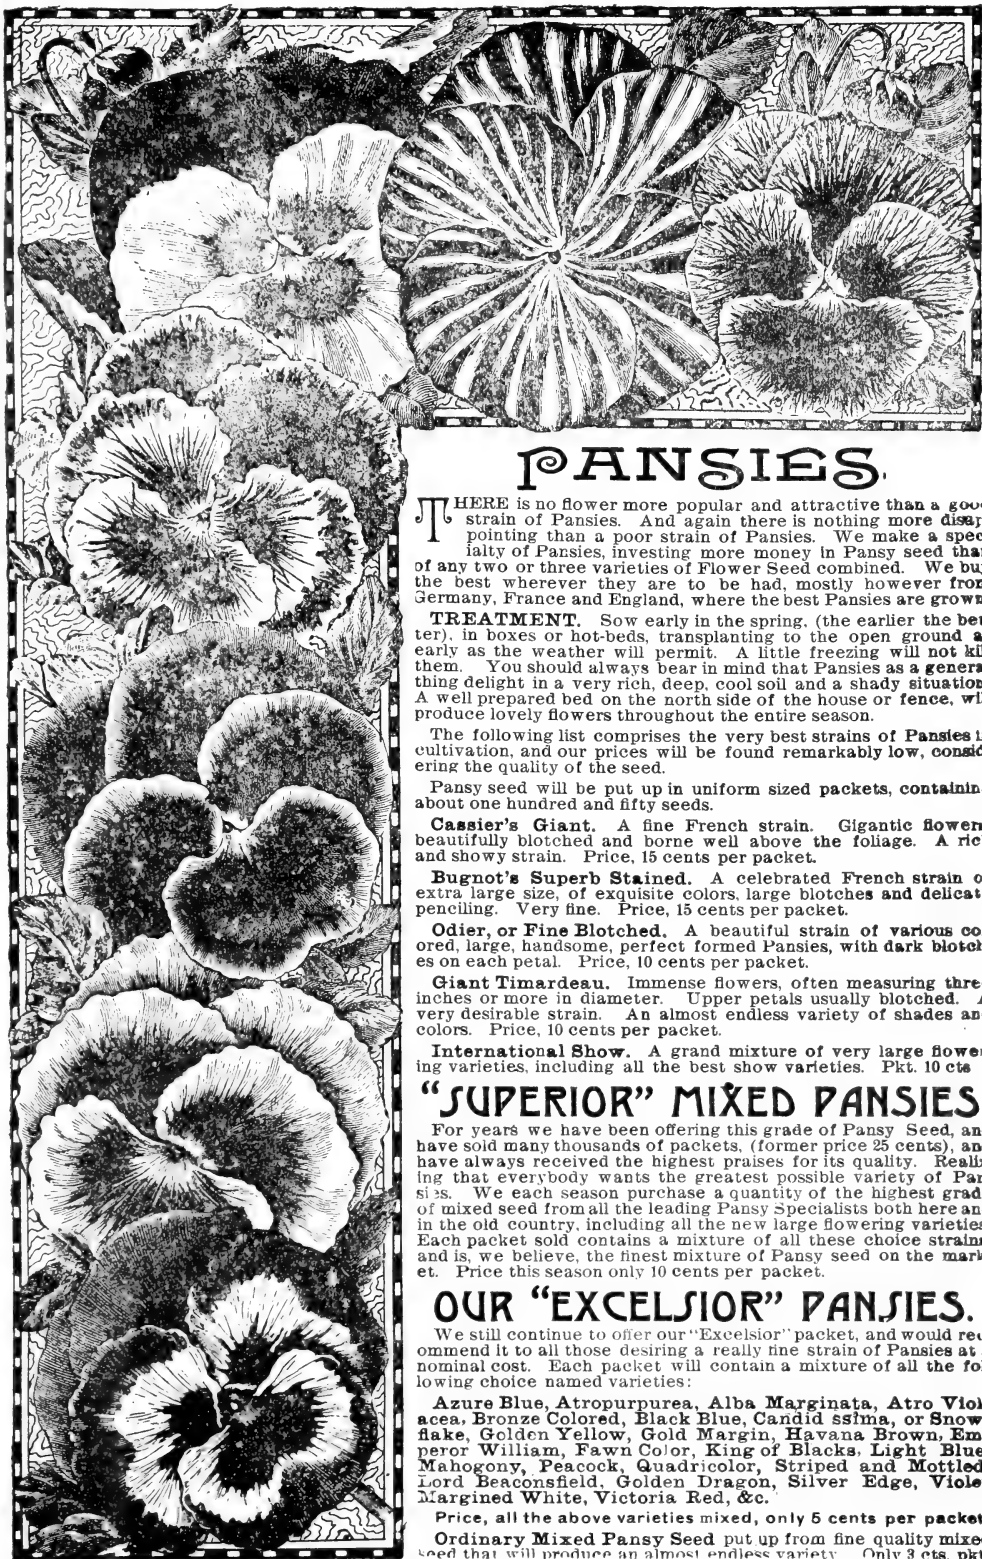 PANSIES.
THERE is no flower more popular and attractive than a
strain of Pansies. And again there is nothing more disap
pointing than a poor strain of Pansies. We make a spec
ialty of Pansies, investing more money in Pansy seed tha
of any two or three varieties of Flower Seed combined. We bu
the best wherever they are to be had, mostly however from
Germany, France and England, where the best Pansies are grown
TREATMENT. Sow early in the spring, (the earlier the bet
ter), in boxes or hot-beds, transplanting to the open ground a
early as the weather will permit. A little freezing will not kil
them. You should always bear in mind that Pansies as a genera
thing delight in a very rich, deep, cool soil and a shady situation
A well prepared bed on the north side of the house or fence, wil
produce lovely flowers throughout the entire season.
The following list comprises the very best strains of Pansies i
cultivation, and our prices will be found remarkably low, consid
ering the quality of the seed.
Pansy seed will be put up in uniform sized packets, containin
about one hundred and fifty seeds.
Cassier's Giant. A fine French strain. Gigantic flowers
beautifully blotched and borne well above the foliage. A ric
and showy strain. Price, 15 cents per packet.
Bugnot's Superb Stained. A celebrated French strain o
extra large size, of exquisite colors, large blotches and delicat
penciling. Very fine. Price, 15 cents per packet.
Odier, or Fine Blotched. A beautiful strain of various co
ored, large, handsome, perfect formed Pansies, with dark blotch
es on each petal. Price, 10 cents per packet.
Giant Timardeau. Immense flowers, often measuring thre
inches or more in diameter. Upper petals usually blotched. A
very desirable strain. An almost endless variety of shades an
colors. Price, 10 cents per packet.
International Show. A grand mixture of very large flower
ing varieties, including all the best show varieties. Pkt. 10 cts
"SUPERIOR" MIXED PANSIES
For years we have been offering this grade of Pansy Seed, an
have sold many thousands of packets, (former price 25 cents), an
have always received the highest praises for its quality. Realiz
ing that everybody wants the greatest possible variety of Pan
sies. We each season purchase a quantity of the highest grad
of mixed seed from all the leading Pansy Specialists both here an
in the old country, including all the new large flowering varieties
Each packet sold contains a mixture of all these choice strains
and is, we believe, the finest mixture of Pansy seed on the mark
et. Price this season only 10 cents per packet.
OUR "EXCELSIOR" PANSIES.
We still continue to offer our "Excelsior" packet, and would rec
ommend it to all those desiring a really fine strain of Pansies at
nominal cost. Each packet will contain a mixture of all the fol
lowing choice named varieties:
Azure Blue, Atropurpurea, Alba Marginata, Atro Viol
acea, Bronze Colored, Black Blue, Candid ssima, or Snow
flake, Golden Yellow, Gold Margin, Havana Brown, Em
peror William, Fawn Color, King of Blacks, Light Blue
Mahogony, Peacock, Quadricolor, Striped and Mottled
Lord Beaconsfield, Golden Dragon, Silver Edge, Viole
Margined White, Victoria Red, &c.
Price, all the above varieties mixed, only 5 cents per packet
Ordinary Mixed Pansy Seed put up from fine quality mixe
seed that will produce an almost endless variety. Only 3 cts. pkt